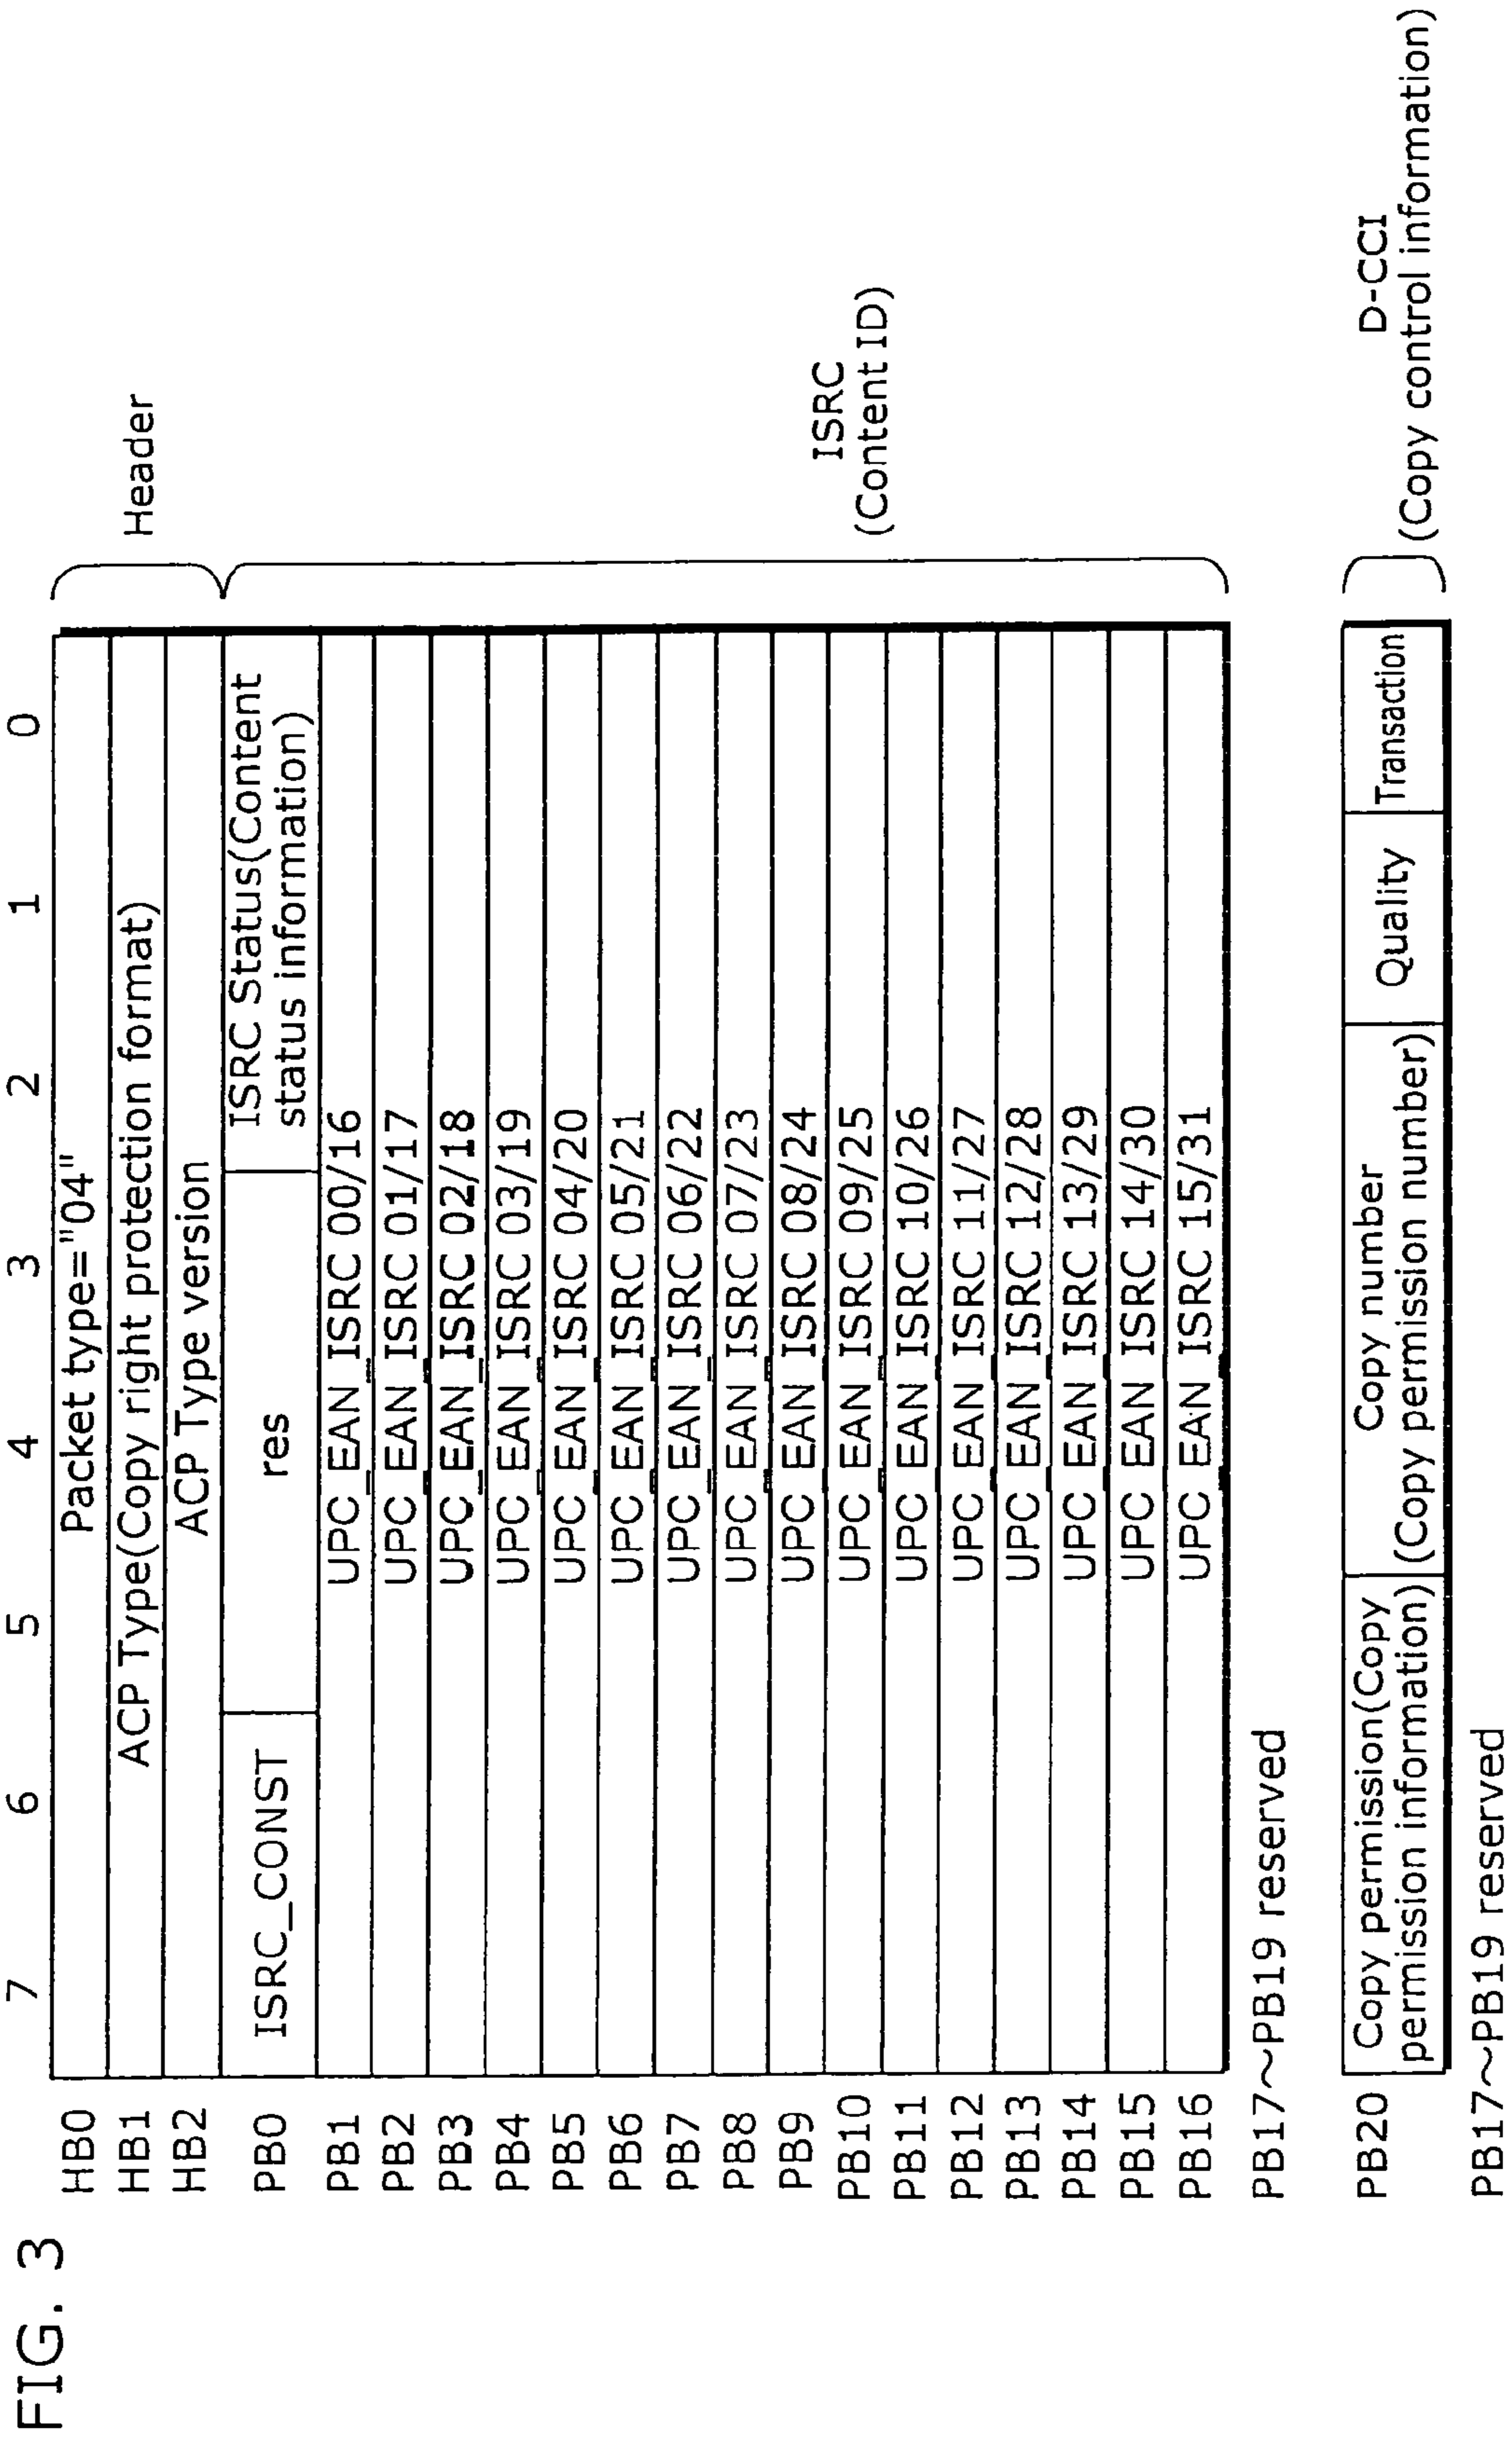 FIG. 3
7 6 5 4 3 2 1 0
HB0 Packet type="04"
HB1 ACP Type(Copy right protection format)
HB2 ACP Type version
Header
PB0 ISRC_CONST res ISRC Status(Content
status information)
PB1 UPC_EAN_ISRC 00/16
PB2 UPC_EAN_ISRC 01/17
PB3 UPC_EAN_ISRC 02/18
PB4 UPC_EAN_ISRC 03/19
PB5 UPC_EAN_ISRC 04/20
PB6 UPC_EAN_ISRC 05/21
PB7 UPC_EAN_ISRC 06/22
PB8 UPC_EAN_ISRC 07/23
PB9 UPC_EAN_ISRC 08/24
PB10 UPC_EAN_ISRC 09/25
PB11 UPC_EAN_ISRC 10/26
PB12 UPC_EAN_ISRC 11/27
PB13 UPC_EAN_ISRC 12/28
PB14 UPC_EAN_ISRC 13/29
PB15 UPC_EAN_ISRC 14/30
PB16 UPC_EAN_ISRC 15/31
ISRC
(Content ID)
PB17~PB19 reserved
PB20
Copy permission(Copy
permission information)
Copy number
(Copy permission number)
Quality
Transaction
D-CCI
(Copy control information)
PB17~PB19 reserved